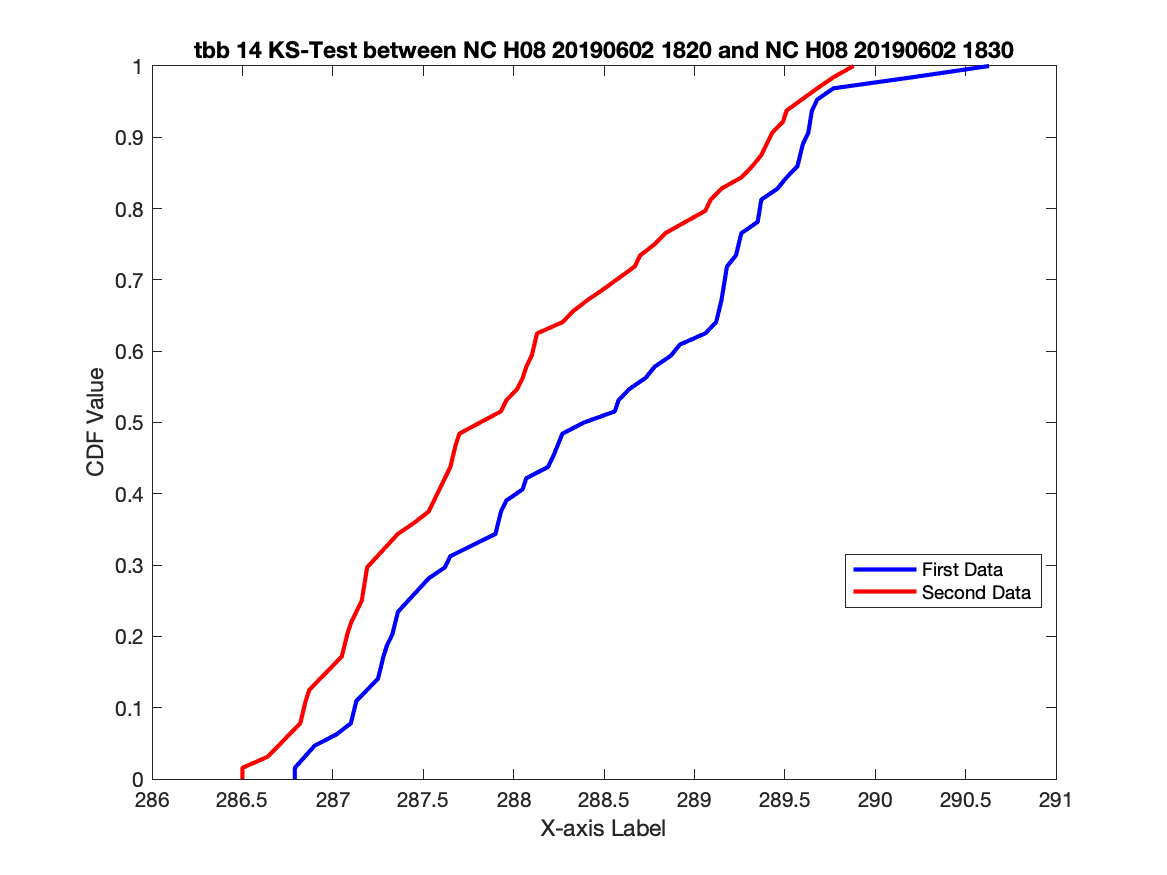 tbb 14 KS-Test between NC H08 20190602 1820 and NC H08 20190602 1830
1
0.9
0.8
0.7
0.6
0.5
0.4
0.3
0.2
0.1
0
CDF Value
First Data
Second Data
286 286.5 287 287.5 288 288.5 289 289.5 290 290.5 291
X-axis Label